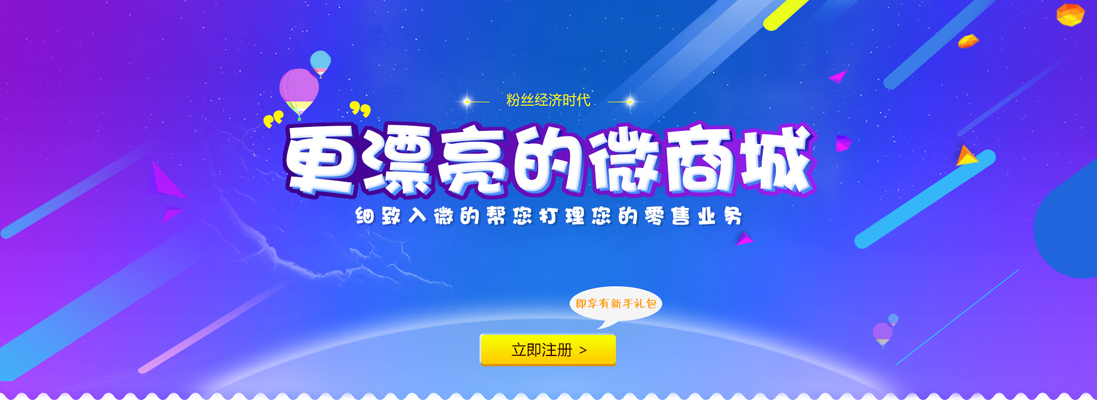 粉丝经济时代
更漂亮的微商城
细致入微的帮您打理您的零售业务
即享有新手礼包
立即注册 >